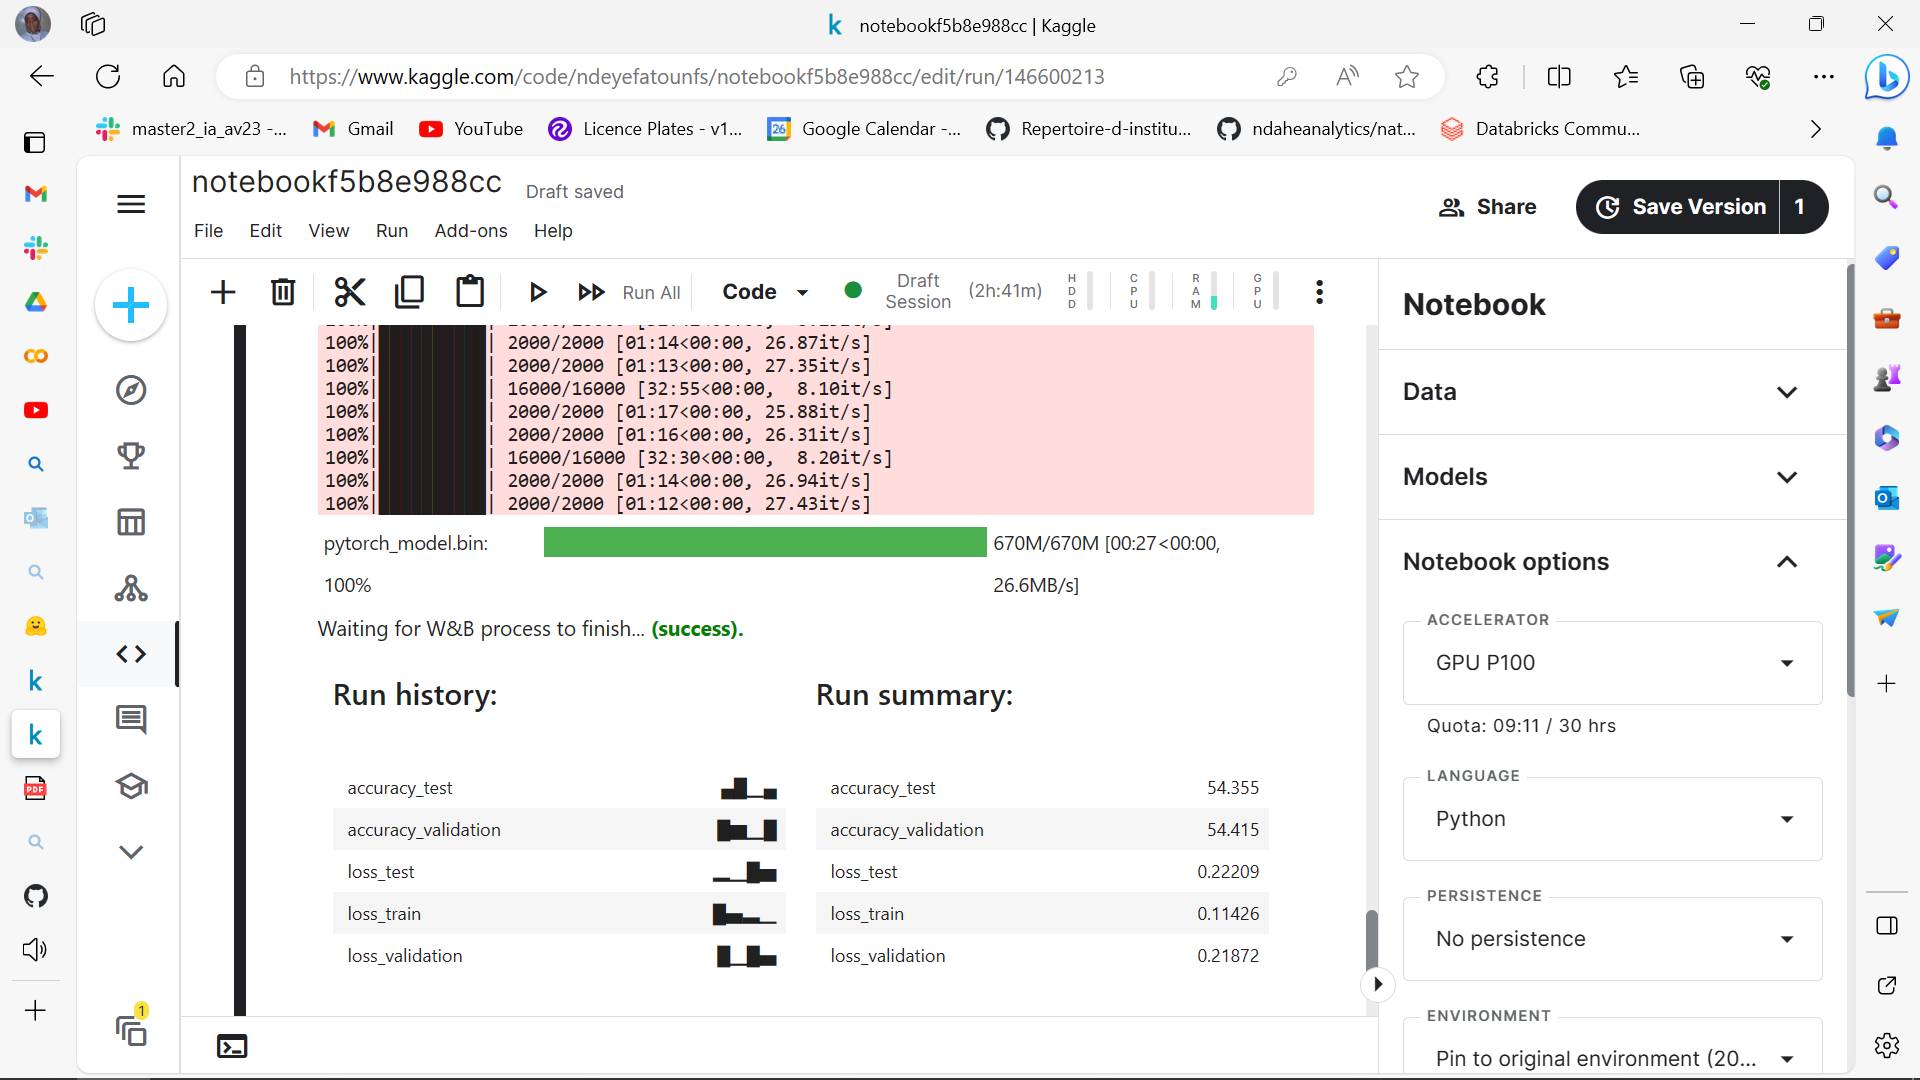 notebookf5b8e988cc | Kaggle
https://www.kaggle.com/code/ndeyefatounfs/notebookf5b8e988cc/edit/run/146600213
master2_ia_av23 -...
Gmail
YouTube
Licence Plates - v1...
26
Google Calendar -...
Repertoire-d-institu...
ndaheanalytics/nat...
Databricks Commu...
notebookf5b8e988cc
Draft saved
File
Edit
View
Run
Add-ons
Help
Share
Save Version
1
Run All
Code
Draft Session
(2h:41m)
HDD
CPU
RAM
GPU
100%| | 2000/2000 [01:14<00:00, 26.87it/s]
100%| | 2000/2000 [01:13<00:00, 27.35it/s]
100%| | 16000/16000 [32:55<00:00, 8.10it/s]
100%| | 2000/2000 [01:17<00:00, 25.88it/s]
100%| | 2000/2000 [01:16<00:00, 26.31it/s]
100%| | 16000/16000 [32:30<00:00, 8.20it/s]
100%| | 2000/2000 [01:14<00:00, 26.94it/s]
100%| | 2000/2000 [01:12<00:00, 27.43it/s]
pytorch_model.bin: 670M/670M [00:27<00:00,
100% 26.6MB/s]
Waiting for W&B process to finish... (success).
Run history:
accuracy_test
accuracy_validation
loss_test
loss_train
loss_validation
Run summary:
accuracy_test 54.355
accuracy_validation 54.415
loss_test 0.22209
loss_train 0.11426
loss_validation 0.21872
Notebook
Data
Models
Notebook options
ACCELERATOR
GPU P100
Quota: 09:11 / 30 hrs
LANGUAGE
Python
PERSISTENCE
No persistence
ENVIRONMENT
Pin to original environment (20...
PDF
1